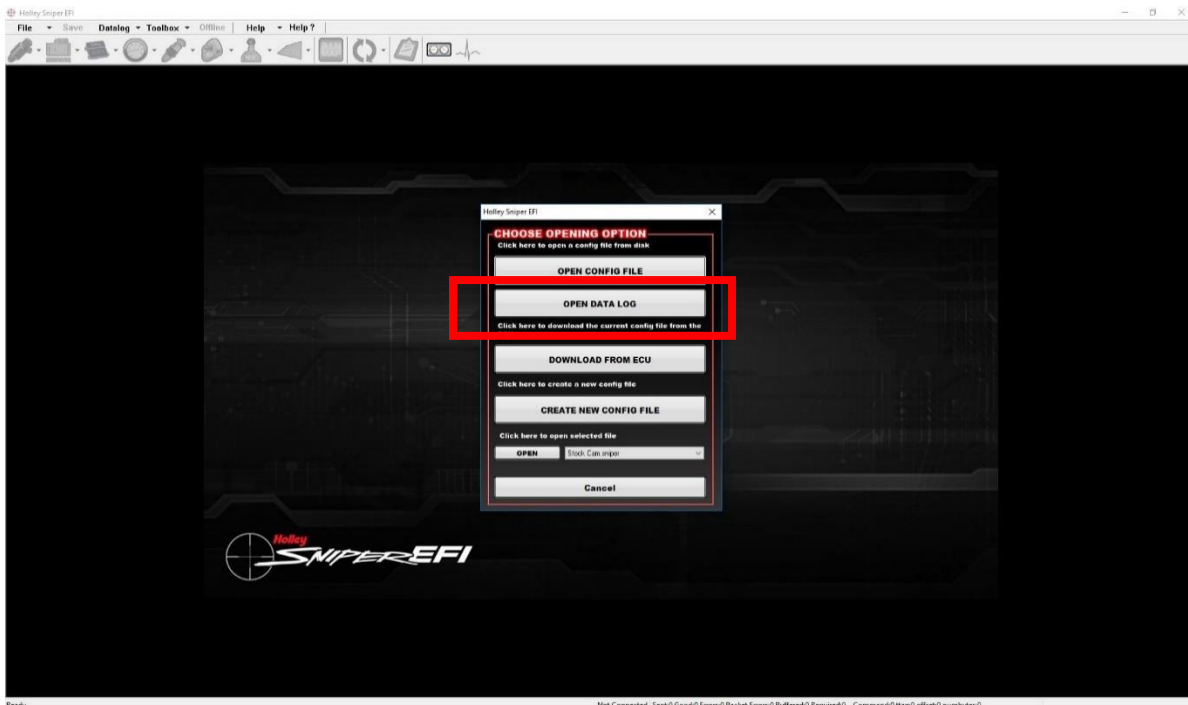 Holley Sniper EFI
File Save Datalog Toolbox Offline Help Help ?
Holley Sniper EFI
CHOOSE OPENING OPTION
Click here to open a config file from disk
OPEN CONFIG FILE
OPEN DATA LOG
Click here to download the current config file from the
DOWNLOAD FROM ECU
Click here to create a new config file
CREATE NEW CONFIG FILE
Click here to open selected file
OPEN Stock Cam.sniper
Cancel
Holley
SNIPER EFI
Ready